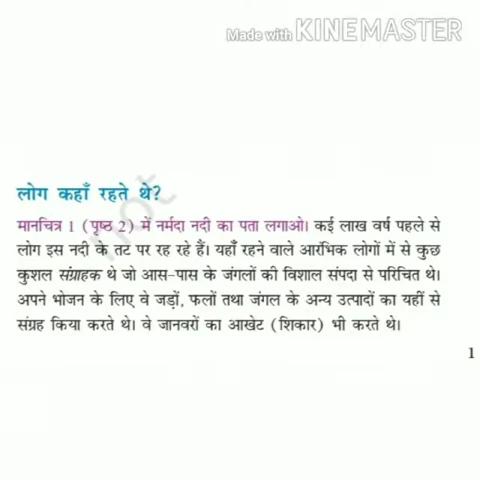 Made with KINEMASTER
लोग कहाँ रहते थे?
मानचित्र 1 (पृष्ठ 2) में नर्मदा नदी का पता लगाओ। कई लाख वर्ष पहले से
लोग इस नदी के तट पर रह रहे हैं। यहाँ रहने वाले आरंभिक लोगों में से कुछ
कुशल संग्राहक थे जो आस-पास के जंगलों की विशाल संपदा से परिचित थे।
अपने भोजन के लिए वे जड़ों, फलों तथा जंगल के अन्य उत्पादों का यहीं से
संग्रह किया करते थे। वे जानवरों का आखेट (शिकार) भी करते थे।
1
not